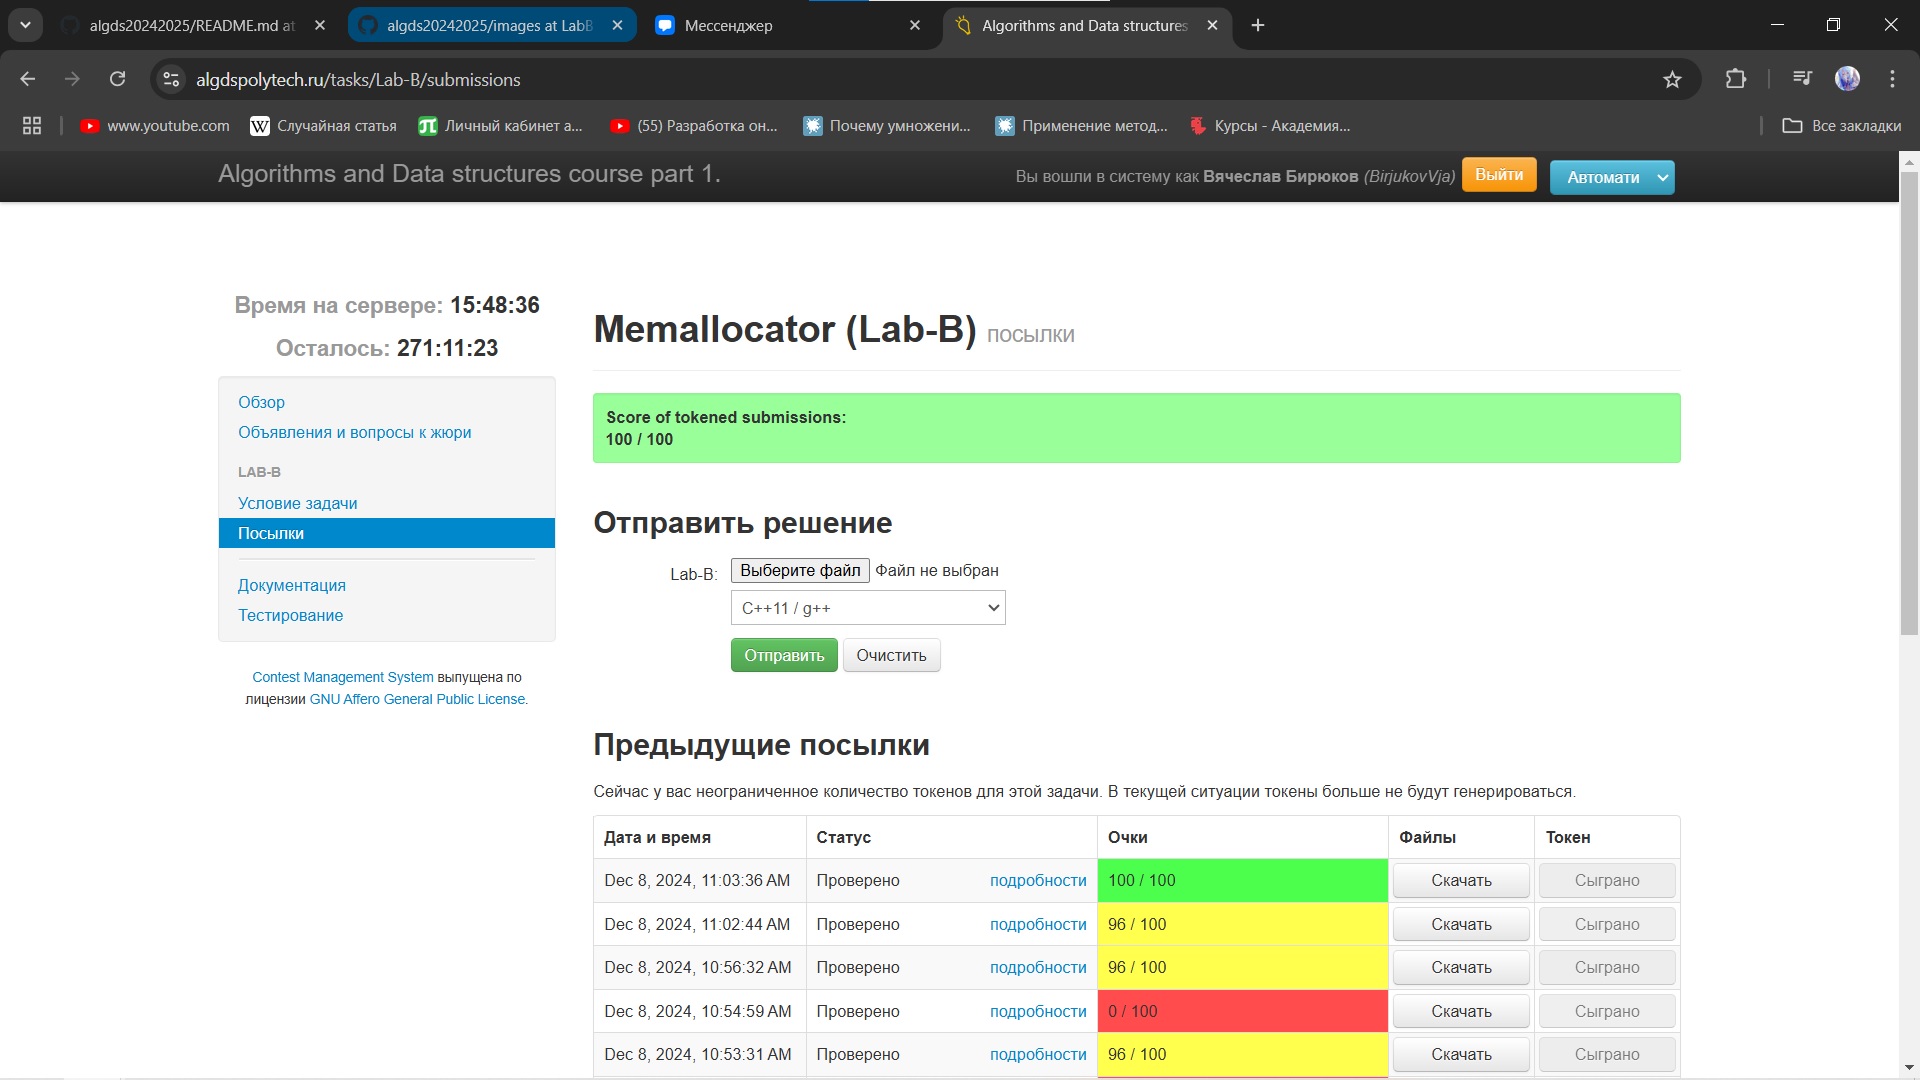 algds20242025/README.md at
algds20242025/images at LabB
Мессенджер
Algorithms and Data structures
algdspolytech.ru/tasks/Lab-B/submissions
www.youtube.com
Случайная статья
Личный кабинет а...
(55) Разработка он...
Почему умножени...
Применение метод...
Курсы - Академия...
Все закладки
Algorithms and Data structures course part 1.
Вы вошли в систему как Вячеслав Бирюков (BirjukovVja)
Выйти
Автомати
Время на сервере: 15:48:36
Осталось: 271:11:23
Обзор
Объявления и вопросы к жюри
LAB-B
Условие задачи
Посылки
Документация
Тестирование
Contest Management System выпущена по
лицензии GNU Affero General Public License.
Memallocator (Lab-B) посылки
Score of tokened submissions:
100 / 100
Отправить решение
Lab-B: Выберите файл Файл не выбран
C++11 / g++
Отправить Очистить
Предыдущие посылки
Сейчас у вас неограниченное количество токенов для этой задачи. В текущей ситуации токены больше не будут генерироваться.
Дата и время Статус Очки Файлы Токен
Dec 8, 2024, 11:03:36 AM Проверено подробности 100 / 100 Скачать Сыграно
Dec 8, 2024, 11:02:44 AM Проверено подробности 96 / 100 Скачать Сыграно
Dec 8, 2024, 10:56:32 AM Проверено подробности 96 / 100 Скачать Сыграно
Dec 8, 2024, 10:54:59 AM Проверено подробности 0 / 100 Скачать Сыграно
Dec 8, 2024, 10:53:31 AM Проверено подробности 96 / 100 Скачать Сыграно